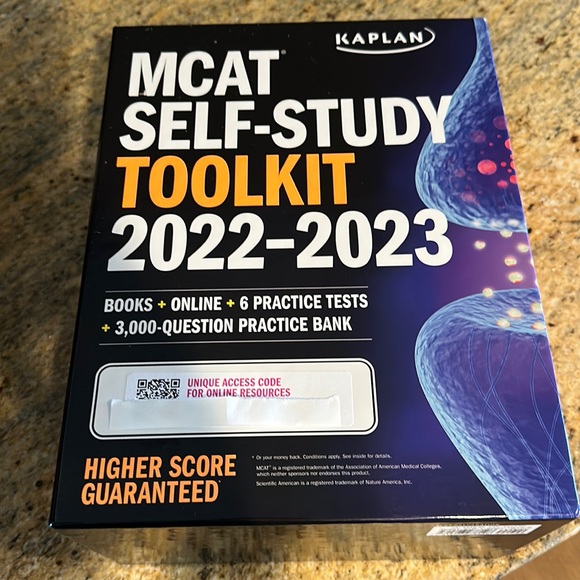 KAPLAN
MCAT®
SELF-STUDY
TOOLKIT
2022–2023
BOOKS + ONLINE + 6 PRACTICE TESTS
+ 3,000-QUESTION PRACTICE BANK
UNIQUE ACCESS CODE
FOR ONLINE RESOURCES
HIGHER SCORE
GUARANTEED*
* Or your money back. Conditions apply. See inside for details.
MCAT® is a registered trademark of the Association of American Medical Colleges,
which neither sponsors nor endorses this product.
Scientific American is a registered trademark of Nature America, Inc.